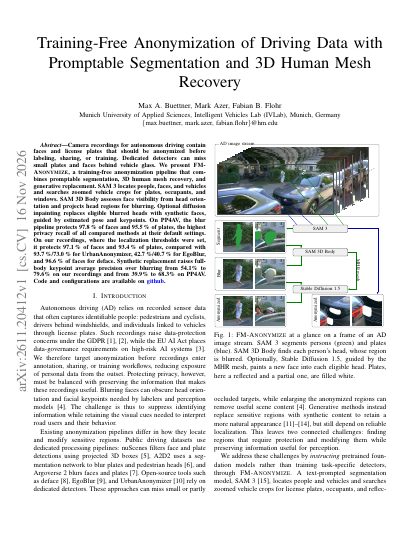 Training-Free Anonymization of Driving Data with
Promptable Segmentation and 3D Human Mesh
Recovery
Max A. Buettner, Mark Azer, Fabian B. Flohr
Munich University of Applied Sciences, Intelligent Vehicles Lab (IVLab), Munich, Germany
{max.buettner, mark.azer, fabian.flohr}@hm.edu
arXiv:2611.20412v1 [cs.CV] 16 Nov 2026
Abstract—Camera recordings for autonomous driving contain
faces and license plates that should be anonymized before
labeling, sharing, or training. Dedicated detectors can miss
small plates and faces behind vehicle glass. We present FM-
ANONYMIZE, a training-free anonymization pipeline that com-
bines promptable segmentation, 3D human mesh recovery, and
generative replacement. SAM 3 locates people, faces, and vehicles
and searches zoomed vehicle crops for plates, occupants, and
windows. SAM 3D Body assesses face visibility from head
orientation and projects head regions for blurring. Optional diffusion
inpainting replaces eligible blurred heads with synthetic faces,
guided by estimated pose and keypoints. On PP4AV, the blur
pipeline protects 97.8 % of faces and 95.5 % of plates, the highest
privacy recall of all compared methods at their default settings.
On our recordings, where the localization thresholds were set,
it protects 97.1 % of faces and 93.4 % of plates, compared with
93.7 %/73.0 % for UrbanAnonymizer, 42.7 %/40.7 % for EgoBlur,
and 96.6 % of faces for deface. Synthetic replacement raises full-
body keypoint average precision over blurring from 54.1% to
79.6% on our recordings and from 39.9% to 68.3% on PP4AV.
Code and configurations are available on github.
I. INTRODUCTION
Autonomous driving (AD) relies on recorded sensor data
that often captures identifiable people: pedestrians and cyclists,
drivers behind windshields, and individuals linked to vehicles
through license plates. Such recordings raise data-protection
concerns under the GDPR [1], [2], while the EU AI Act places
data-governance requirements on high-risk AI systems [3].
We therefore target anonymization before recordings enter
annotation, sharing, or training workflows, reducing exposure
of personal data from the outset. Protecting privacy, however,
must be balanced with preserving the information that makes
these recordings useful. Blurring faces can obscure head orien-
tation and facial keypoints needed by labelers and perception
models [4]. The challenge is thus to suppress identifying
information while retaining the visual cues needed to interpret
road users and their behavior.
Existing anonymization pipelines differ in how they locate
and modify sensitive regions. Public driving datasets use
dedicated processing pipelines: nuScenes filters face and plate
detections using projected 3D boxes [5], A2D2 uses a seg-
mentation network to blur plates and pedestrian heads [6], and
Argoverse 2 blurs faces and plates [7]. Open-source tools such
as deface [8], EgoBlur [9], and UrbanAnonymizer [10] rely on
dedicated detectors. These approaches can miss small or partly
AD image stream
SAM 3
Segment
SAM 3D Body
Blur
Stable Diffusion 1.5
Anonymized
Anonymized
Fig. 1: FM-ANONYMIZE at a glance on a frame of an AD
image stream. SAM 3 segments persons (green) and plates
(blue). SAM 3D Body finds each person's head, whose region
is blurred. Optionally, Stable Diffusion 1.5, guided by the
MHR mesh, paints a new face into each eligible head. Plates,
here a reflected and a partial one, are filled white.
occluded targets, while enlarging the anonymized regions can
remove useful scene content [4]. Generative methods instead
replace sensitive regions with synthetic content to retain a
more natural appearance [11]–[14], but still depend on reliable
localization. This leaves two connected challenges: finding
regions that require protection and modifying them while
preserving information useful for perception.
We address these challenges by instructing pretrained foun-
dation models rather than training task-specific detectors,
through FM-ANONYMIZE. A text-prompted segmentation
model, SAM 3 [15], locates people and vehicles and searches
zoomed vehicle crops for license plates, occupants, and reflec-